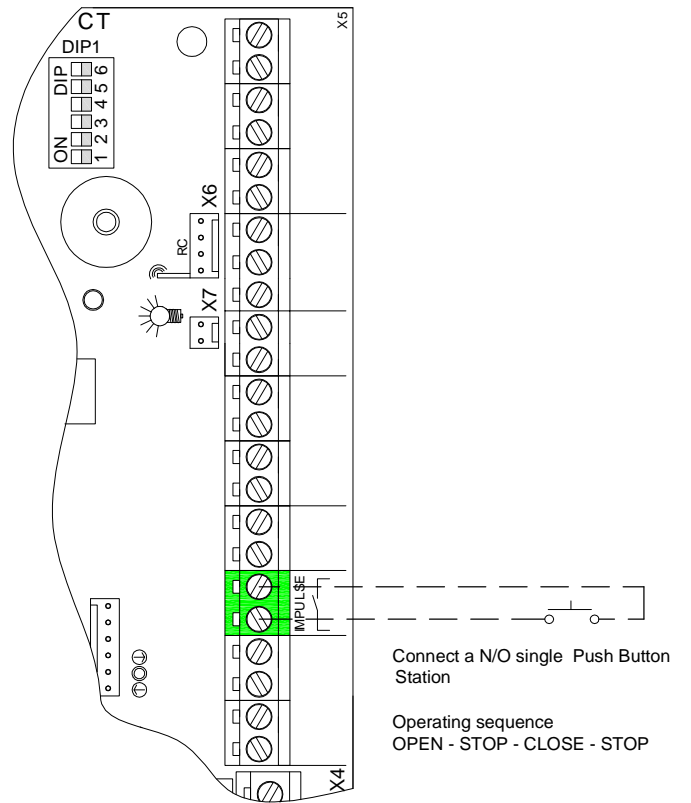 CT
X5
DIP1
DIP
ON
6
5
4
3
2
1
X6
RC
X7
IMPULSE
Connect a N/O single Push Button
Station
Operating sequence
OPEN - STOP - CLOSE - STOP
X4